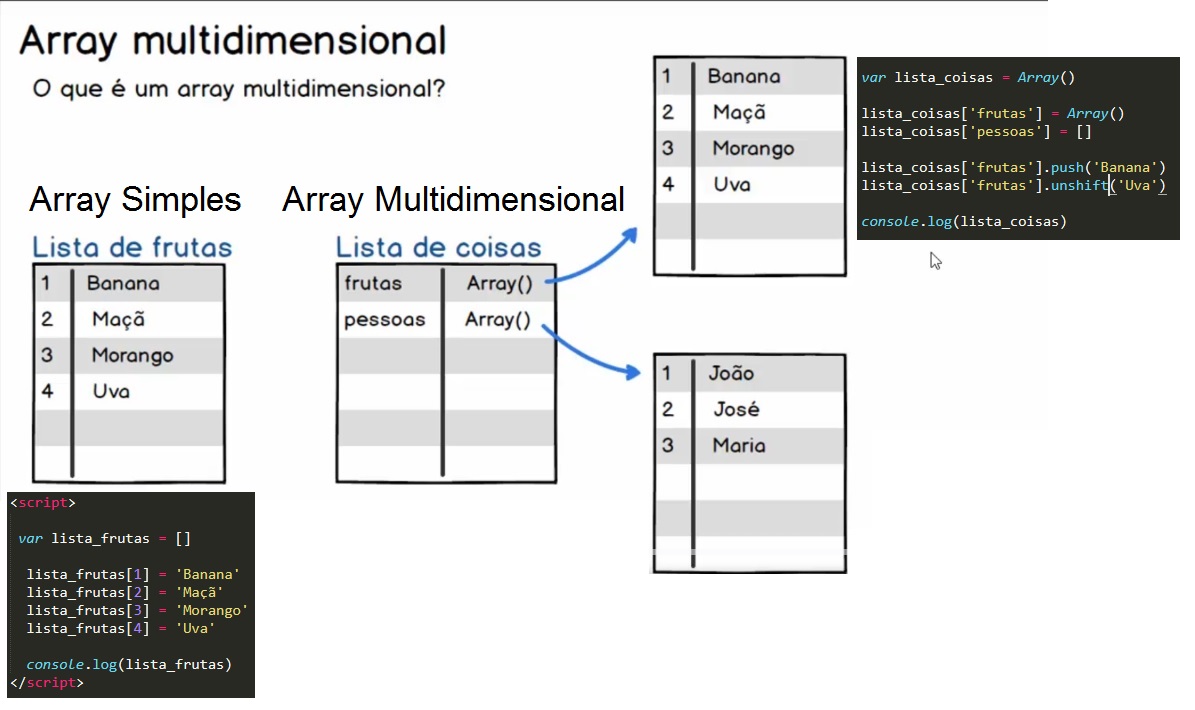 Array multidimensional
O que é um array multidimensional?
Array Simples
Lista de frutas
1 Banana
2 Maçã
3 Morango
4 Uva
<script>
var lista_frutas = []
lista_frutas[1] = 'Banana'
lista_frutas[2] = 'Maçã'
lista_frutas[3] = 'Morango'
lista_frutas[4] = 'Uva'
console.log(lista_frutas)
</script>
Array Multidimensional
Lista de coisas
frutas Array()
pessoas Array()
1 Banana
2 Maçã
3 Morango
4 Uva
1 João
2 José
3 Maria
var lista_coisas = Array()
lista_coisas['frutas'] = Array()
lista_coisas['pessoas'] = []
lista_coisas['frutas'].push('Banana')
lista_coisas['frutas'].unshift('Uva')
console.log(lista_coisas)